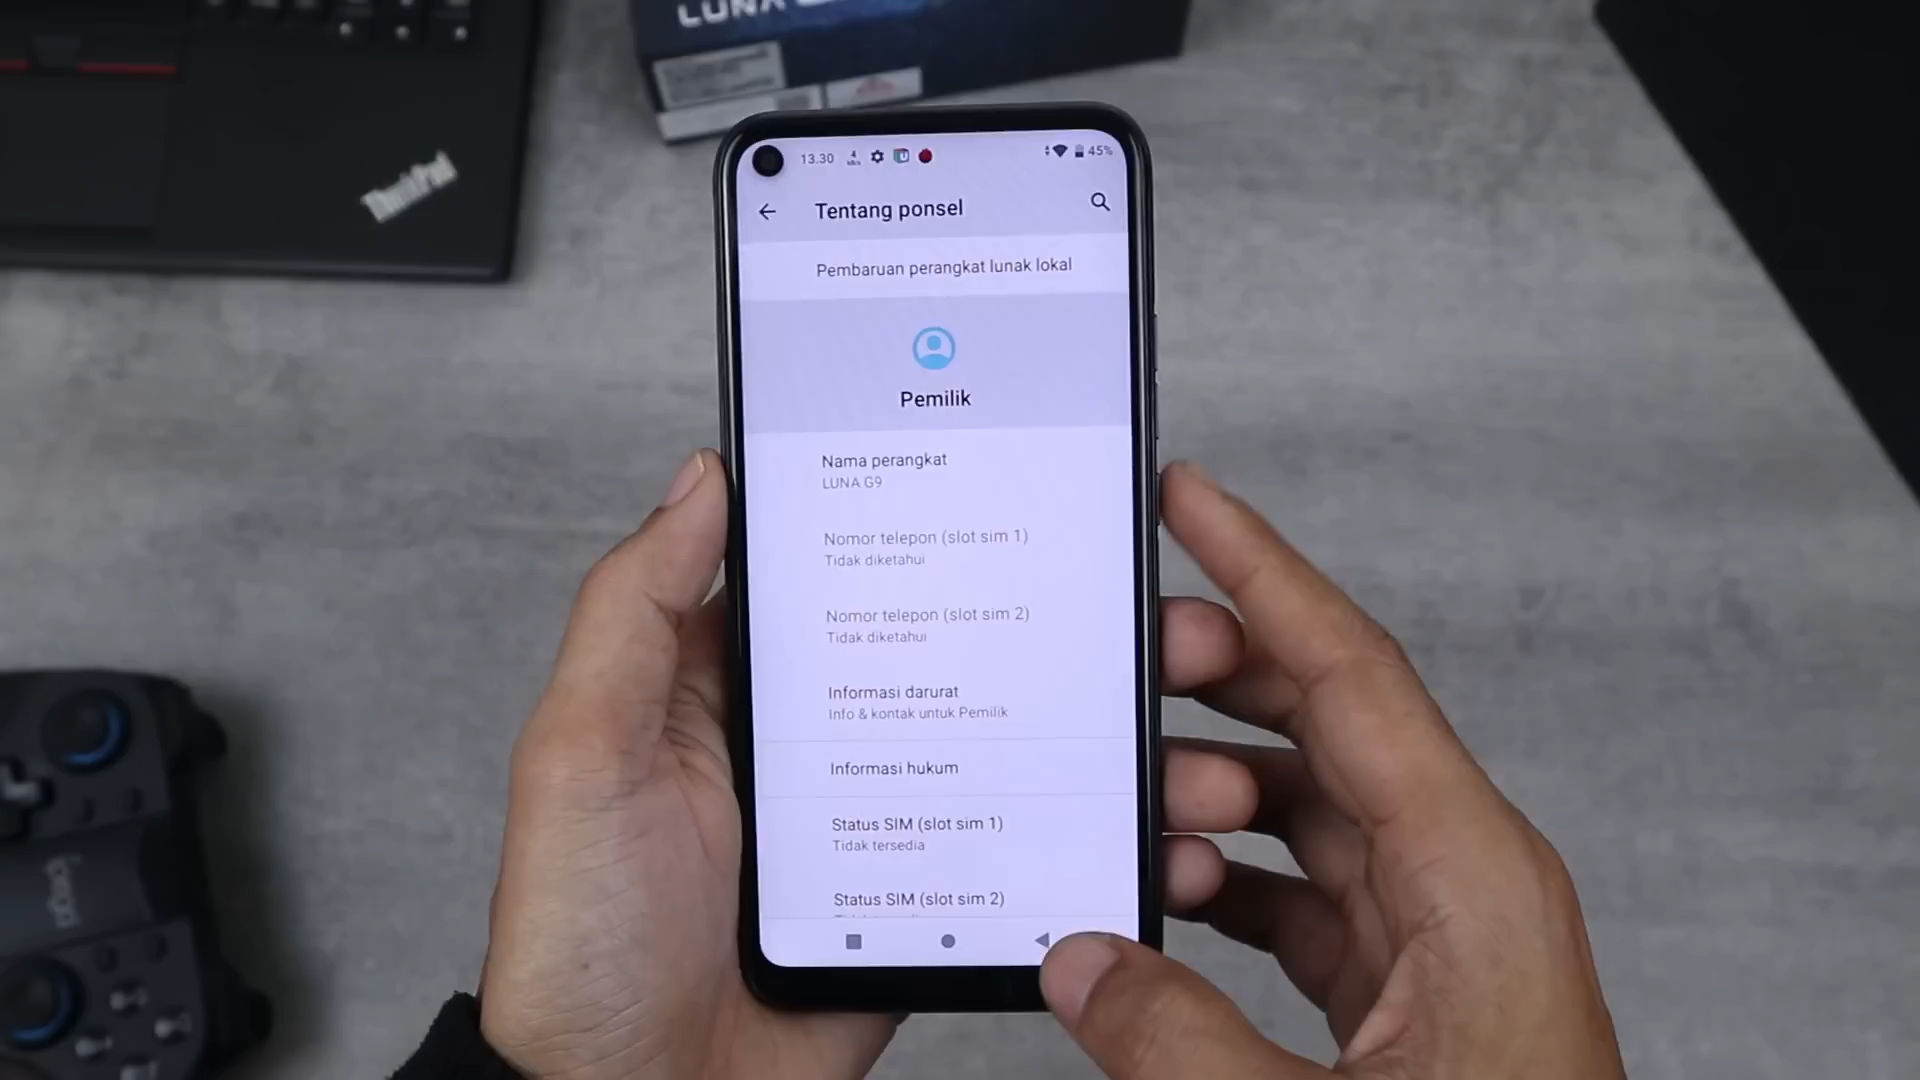 LUNA
ThinkPad
13.30
45%
Tentang ponsel
Pembaruan perangkat lunak lokal
Pemilik
Nama perangkat
LUNA G9
Nomor telepon (slot sim 1)
Tidak diketahui
Nomor telepon (slot sim 2)
Tidak diketahui
Informasi darurat
Info & kontak untuk Pemilik
Informasi hukum
Status SIM (slot sim 1)
Tidak tersedia
Status SIM (slot sim 2)